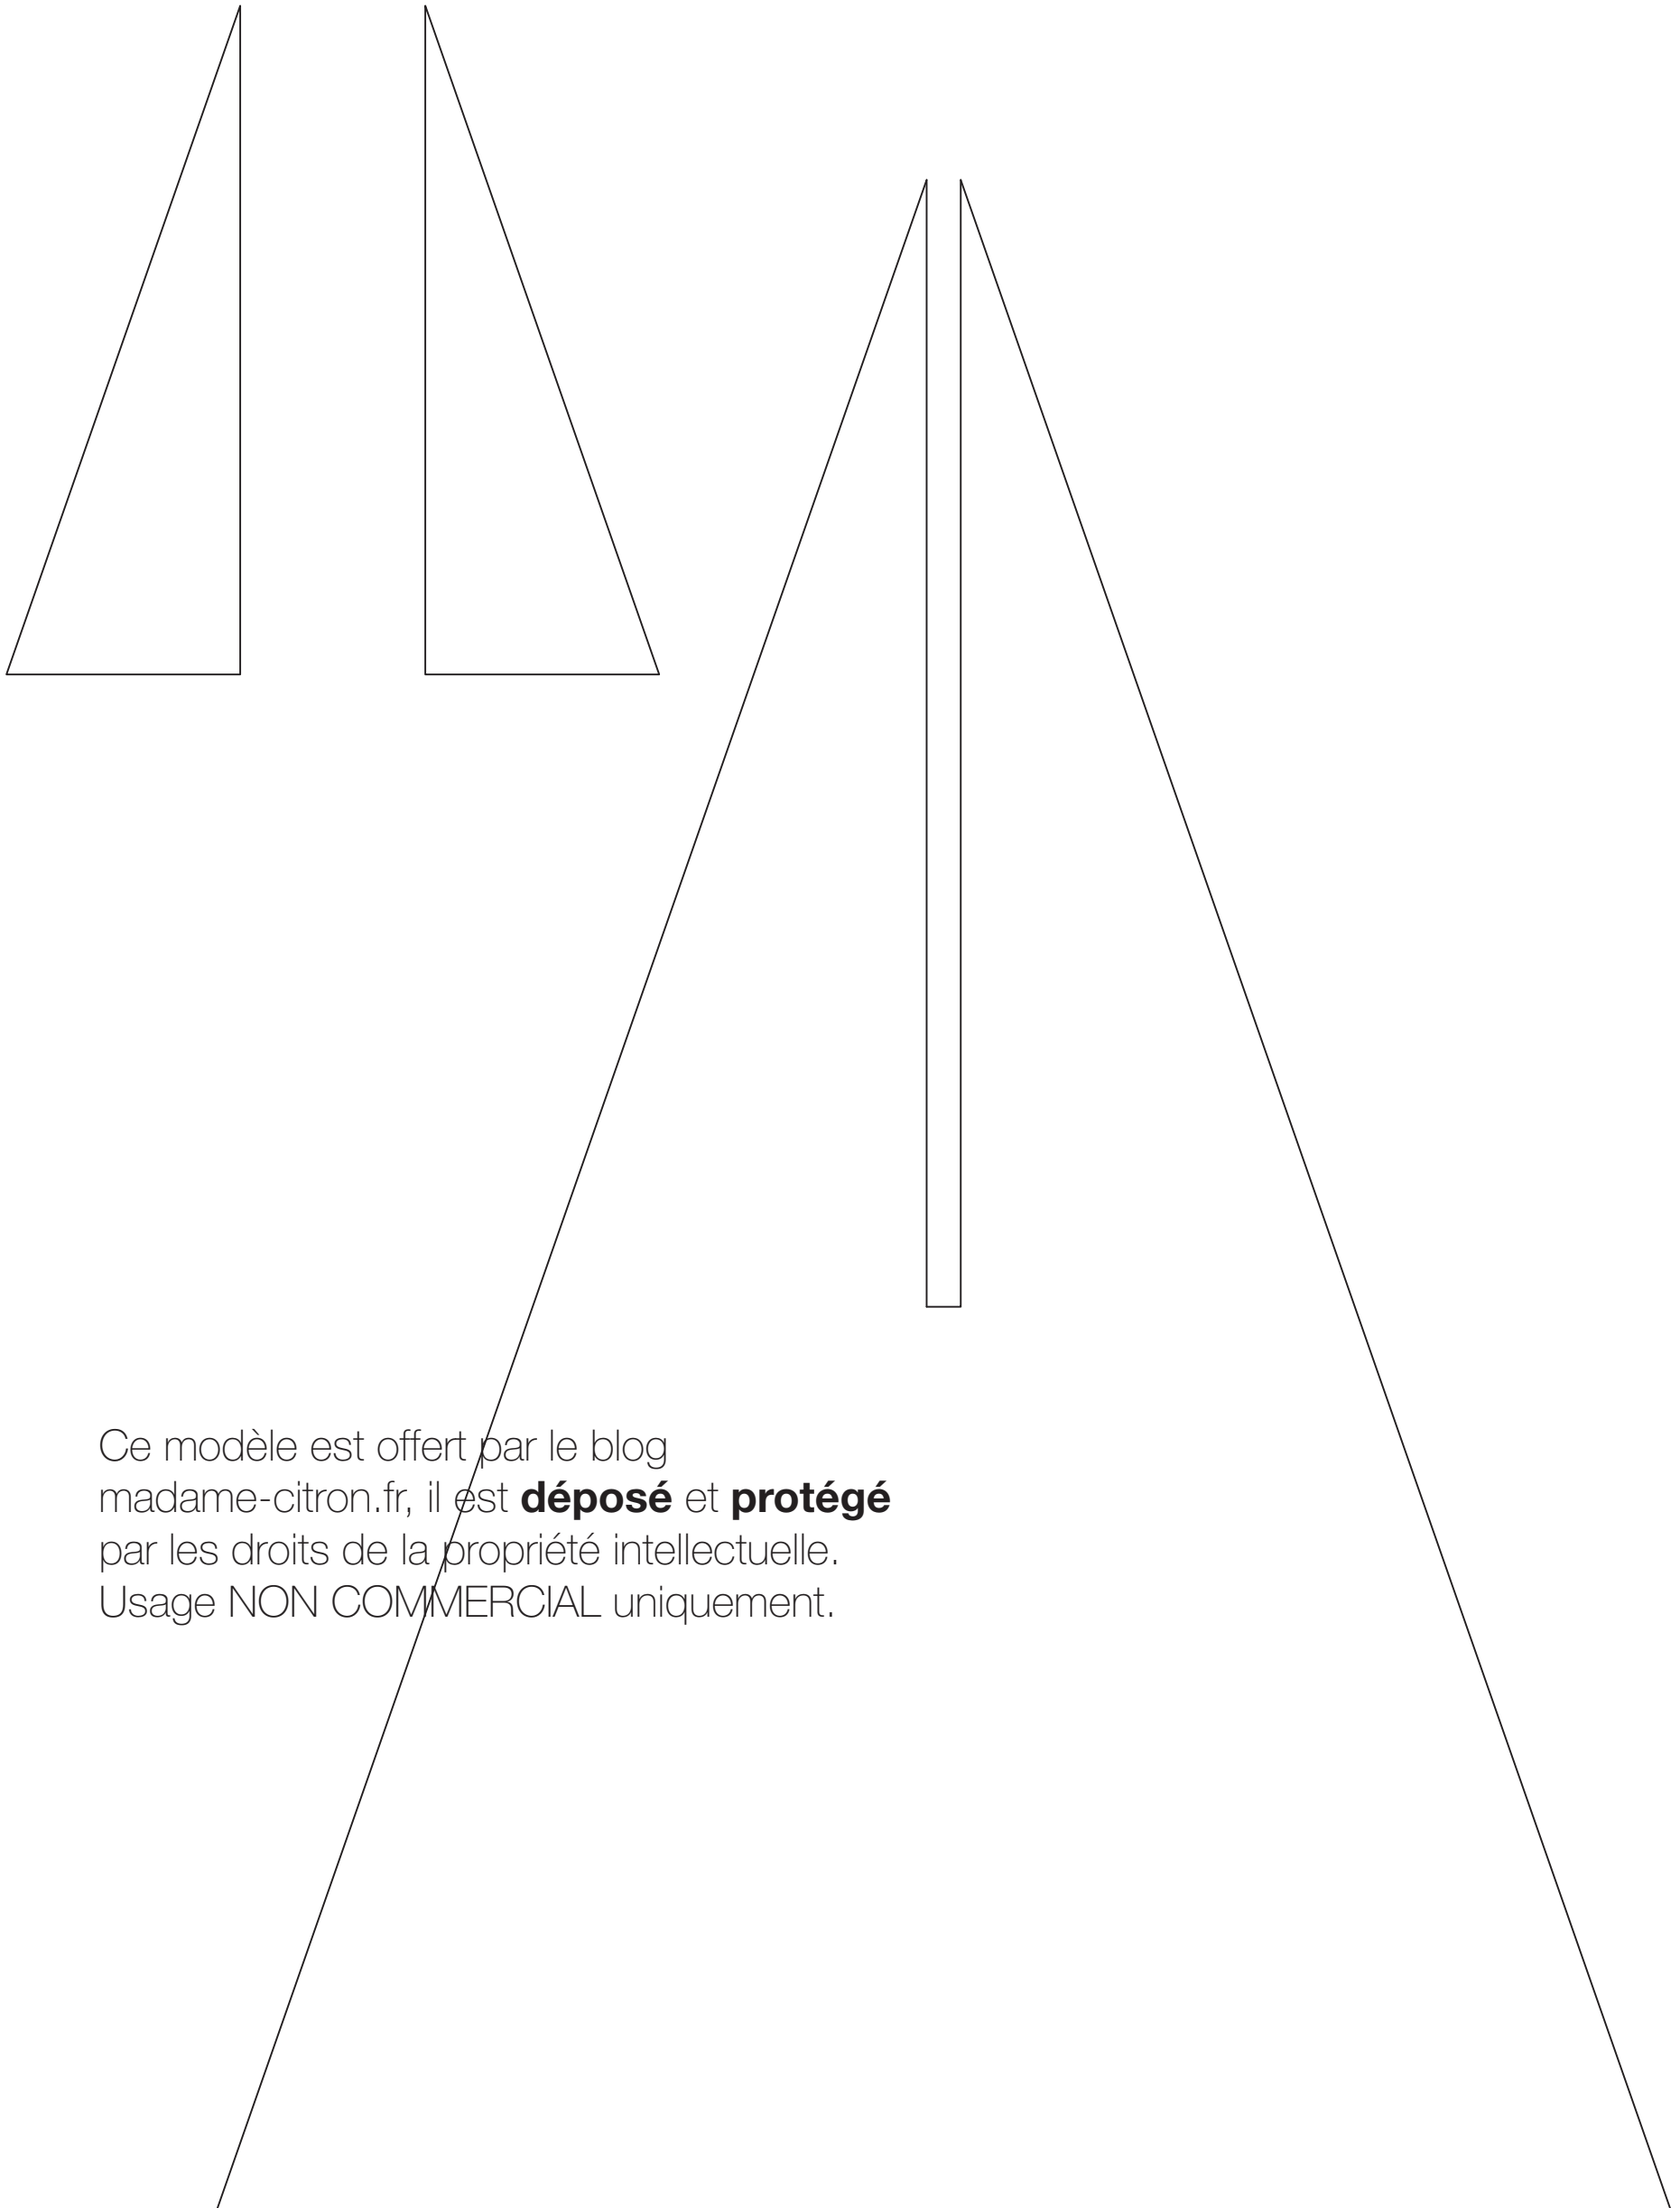 Ce modèle est offert par le blog
madame-citron.fr, il est déposé et protégé
par les droits de la propriété intellectuelle.
Usage NON COMMERCIAL uniquement.